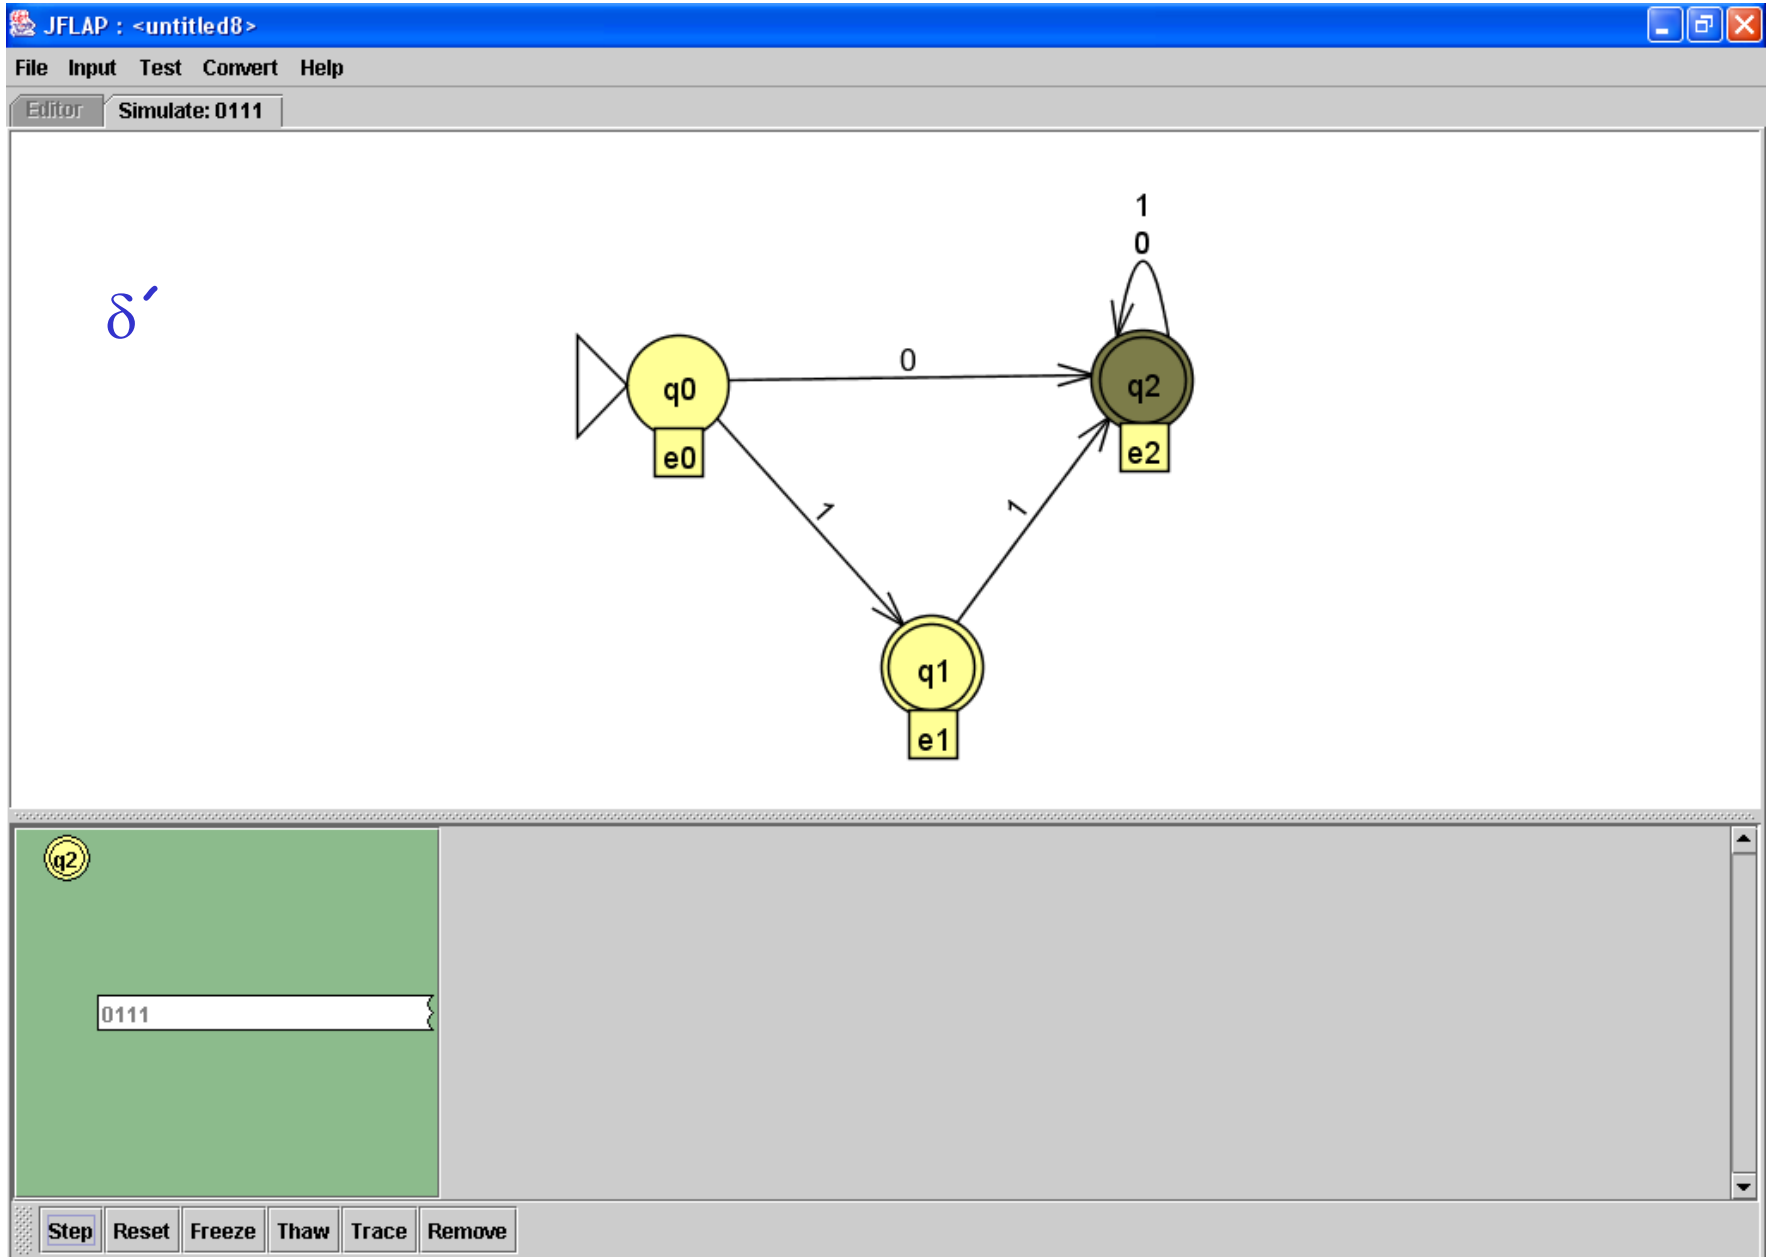 JFLAP : <untitled8>
File Input Test Convert Help
Editor Simulate: 0111
1
0
δ´
0
q0
q2
e0
e2
1
1
q1
e1
q2
0111
Step Reset Freeze Thaw Trace Remove